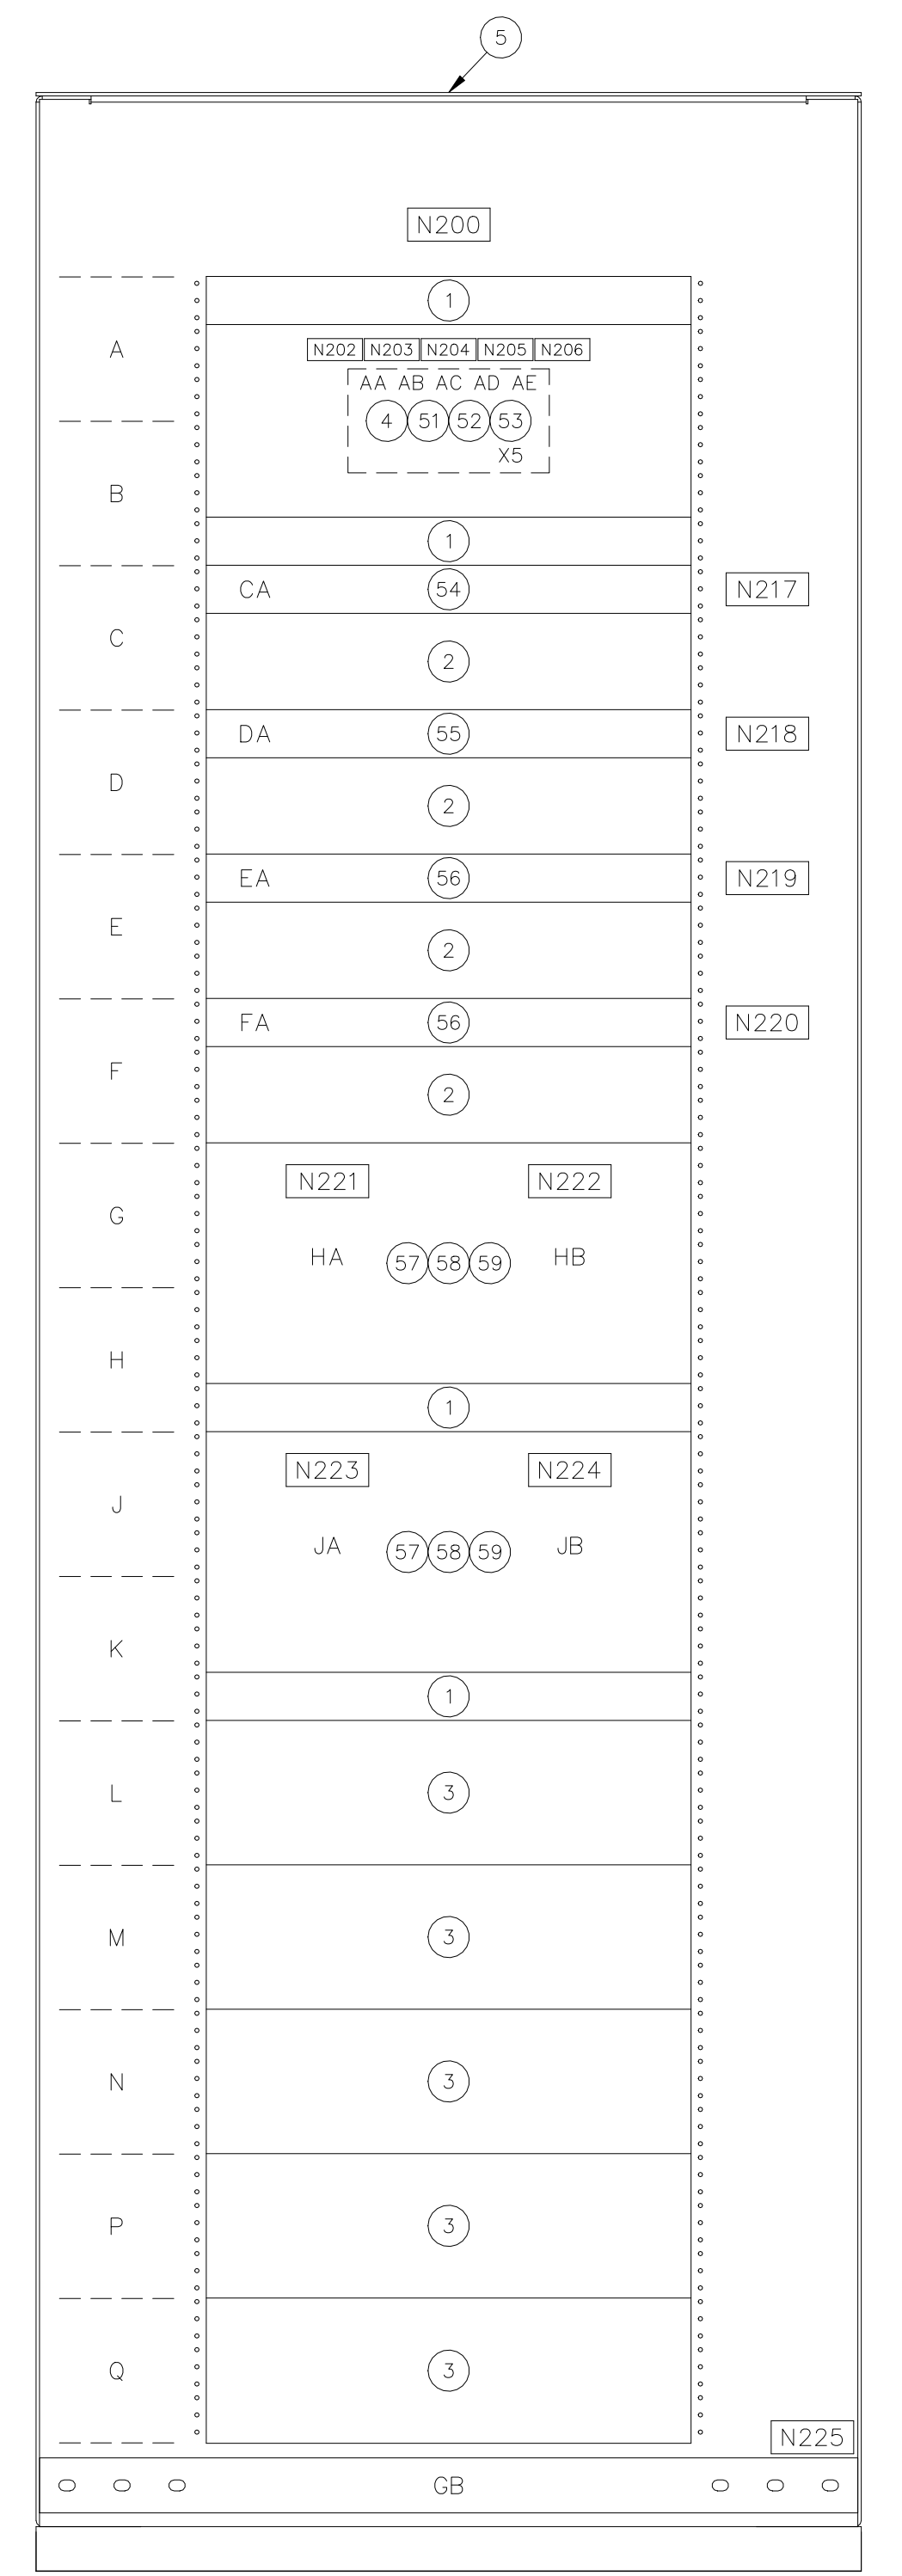 5
N200
1
A
N202 N203 N204 N205 N206
AA AB AC AD AE
4 51 52 53
X5
B
1
CA 54 N217
C
2
DA 55 N218
D
2
EA 56 N219
E
2
FA 56 N220
F
2
N221 N222
G
HA 57 58 59 HB
H
1
N223 N224
J
JA 57 58 59 JB
K
1
L 3
M 3
N 3
P 3
Q 3
N225
GB